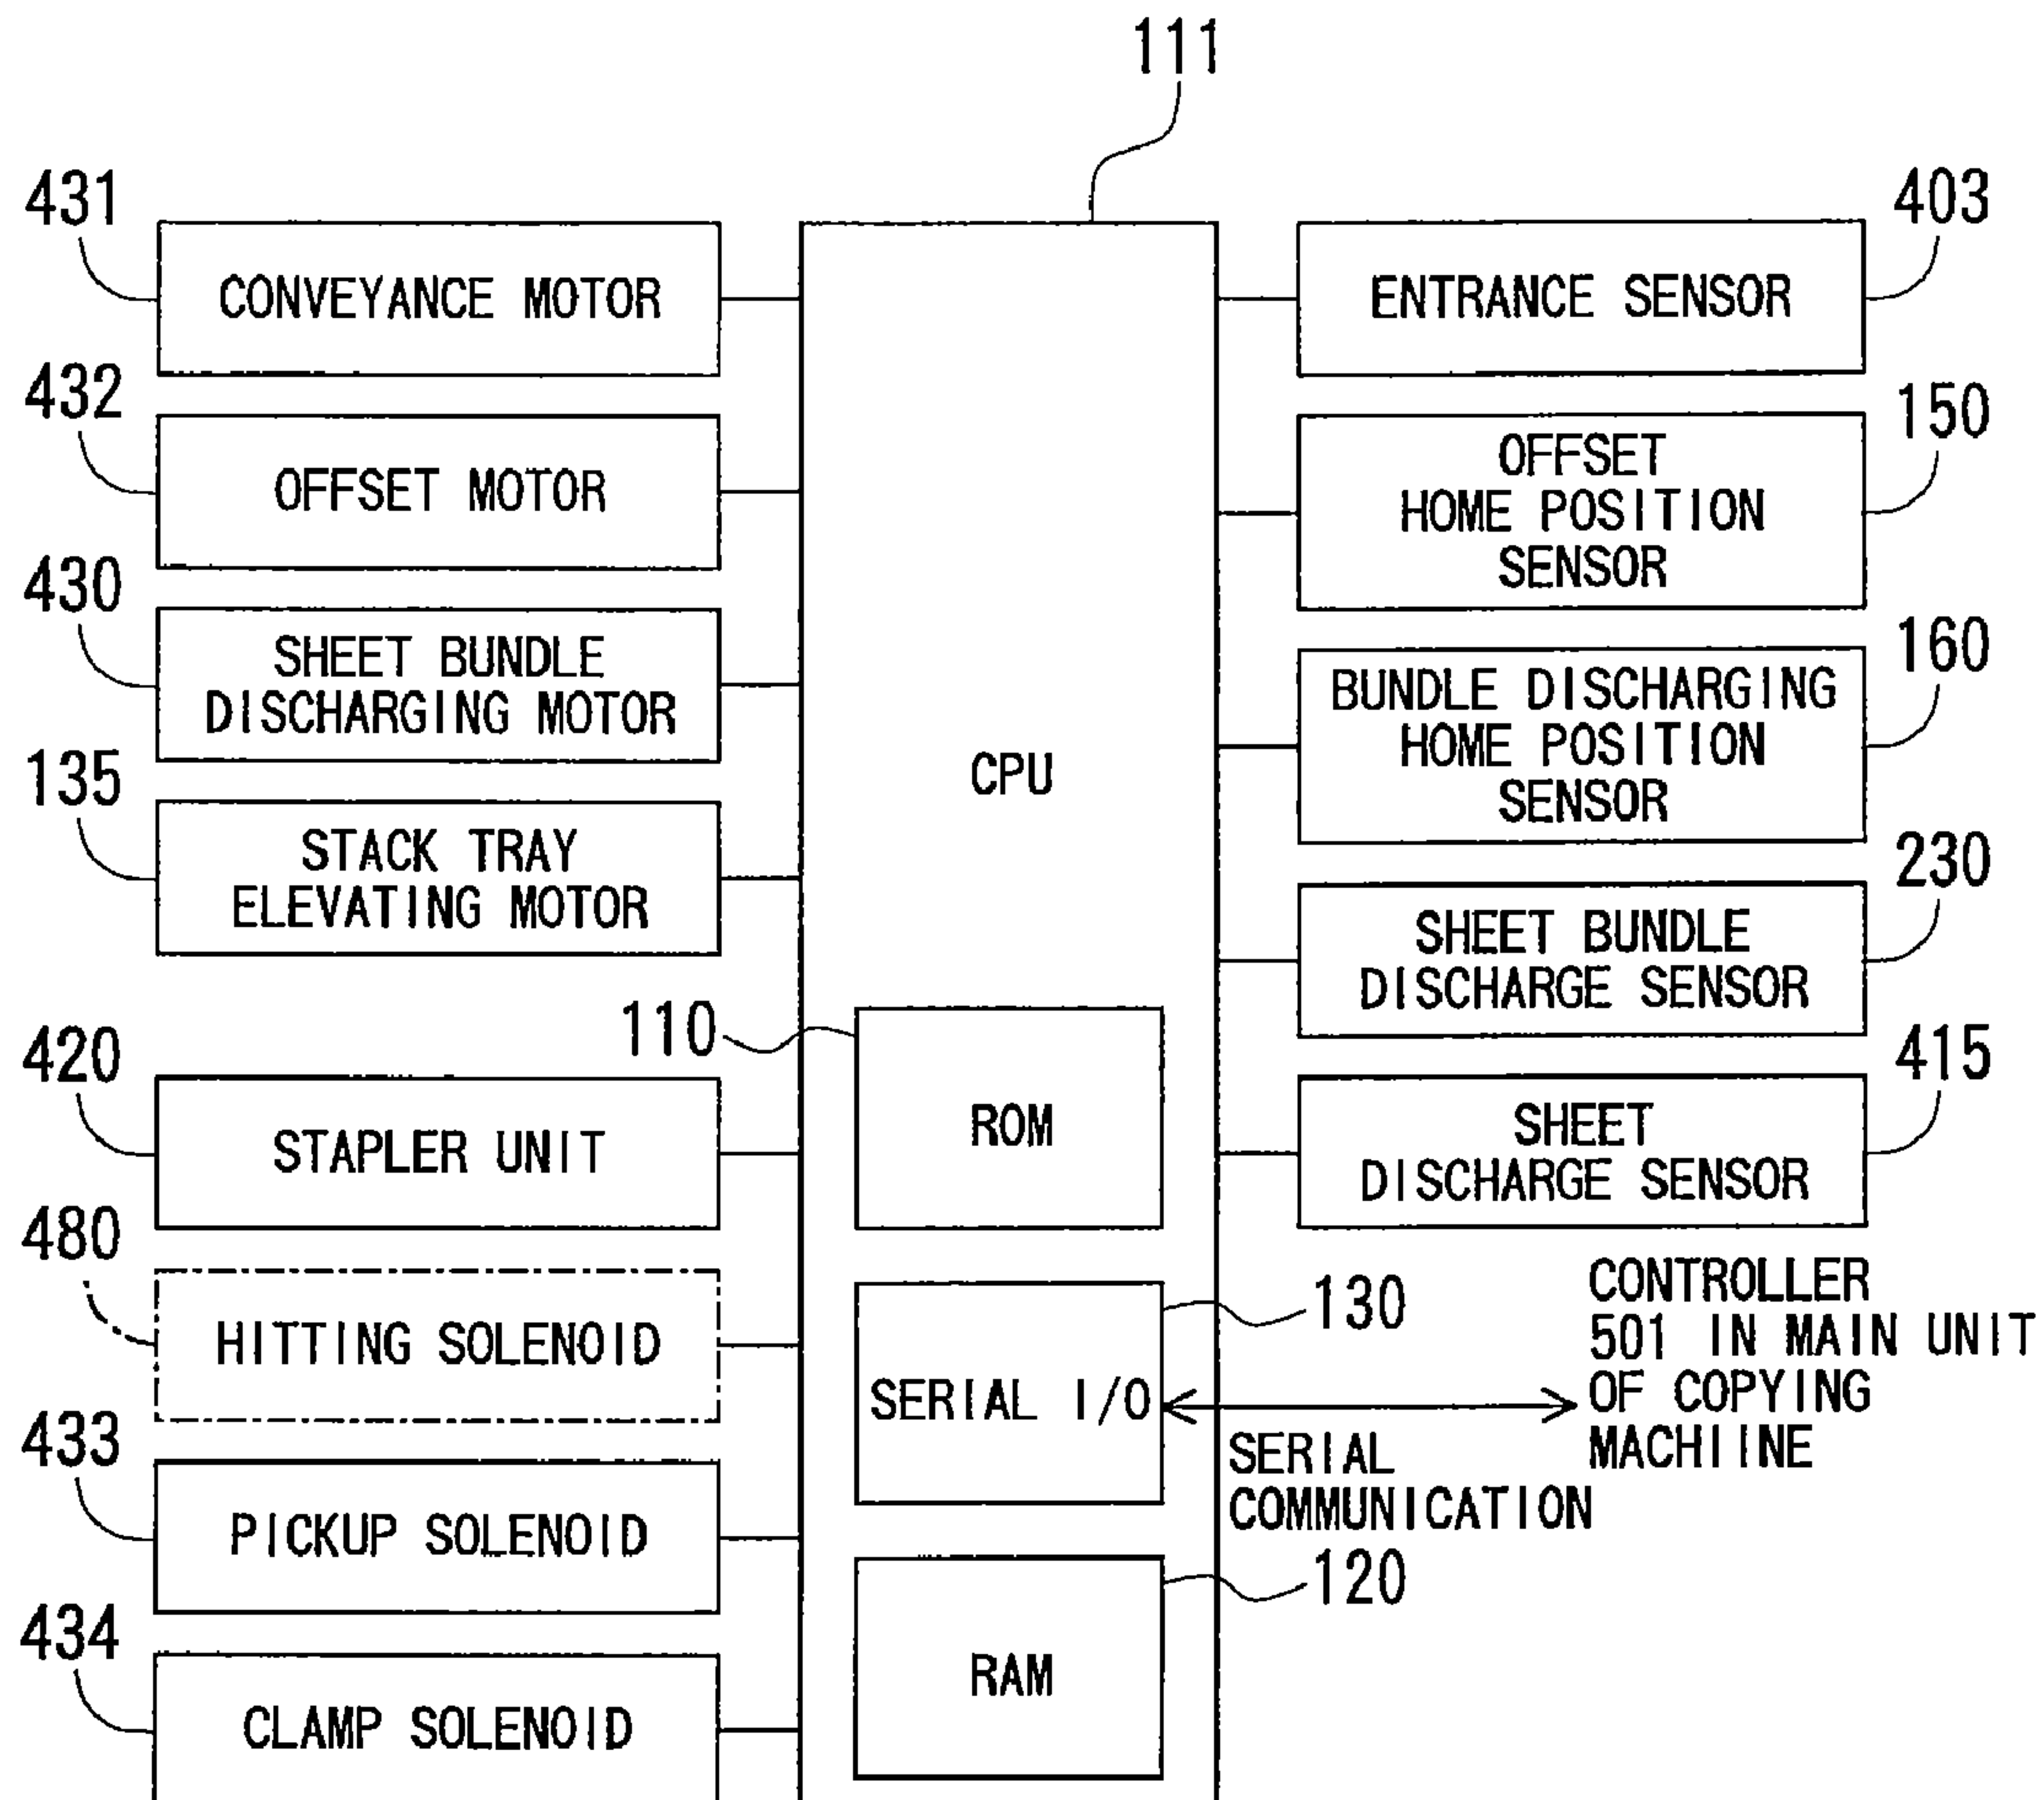 111
431
CONVEYANCE MOTOR
432
OFFSET MOTOR
430
SHEET BUNDLE
DISCHARGING MOTOR
135
STACK TRAY
ELEVATING MOTOR
420
STAPLER UNIT
480
HITTING SOLENOID
433
PICKUP SOLENOID
434
CLAMP SOLENOID
CPU
110
ROM
130
SERIAL I/O
120
RAM
403
ENTRANCE SENSOR
150
OFFSET
HOME POSITION
SENSOR
160
BUNDLE DISCHARGING
HOME POSITION
SENSOR
230
SHEET BUNDLE
DISCHARGE SENSOR
415
SHEET
DISCHARGE SENSOR
SERIAL
COMMUNICATION
CONTROLLER
501 IN MAIN UNIT
OF COPYING
MACHIINE